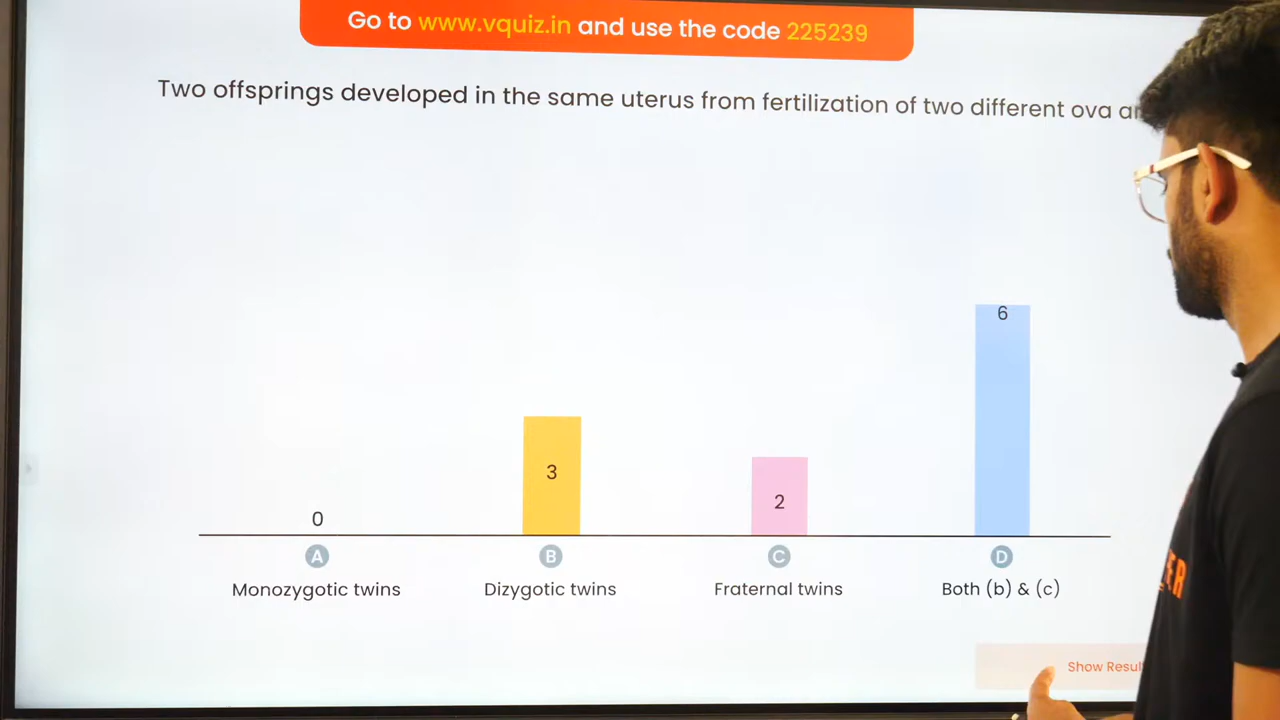 Go to www.vquiz.in and use the code 225239
Two offsprings developed in the same uterus from fertilization of two different ova
6
3
2
0
A B C D
Monozygotic twins Dizygotic twins Fraternal twins Both (b) & (c)
Show